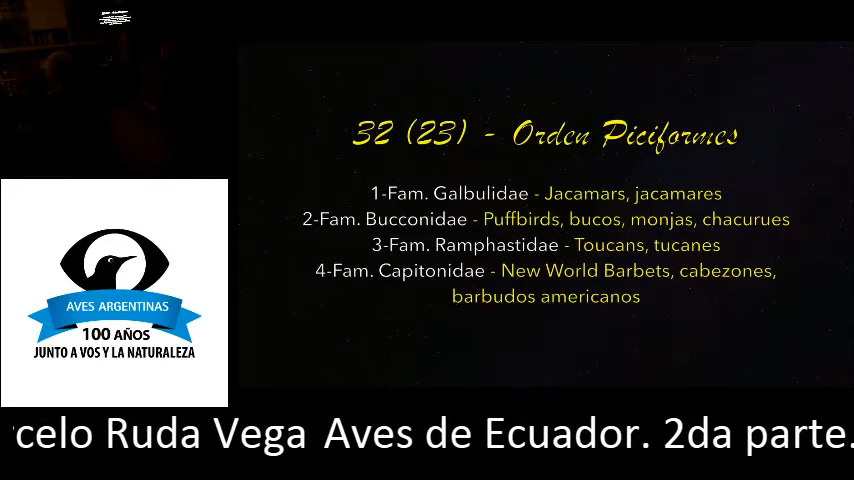 32 (23) - Orden Piciformes
1-Fam. Galbulidae - Jacamars, jacamares
2-Fam. Bucconidae - Puffbirds, bucos, monjas, chacurues
3-Fam. Ramphastidae - Toucans, tucanes
4-Fam. Capitonidae - New World Barbets, cabezones,
barbudos americanos
AVES ARGENTINAS
100 AÑOS
JUNTO A VOS Y LA NATURALEZA
Ruda Vega Aves de Ecuador. 2da parte.